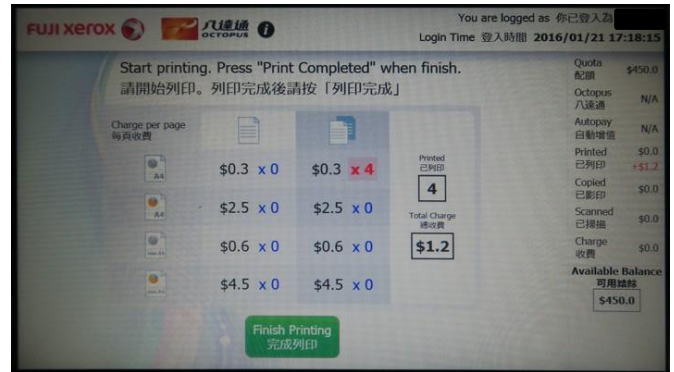 FUJI xerox
八達通
OCTOPUS
You are logged as 你已登入為
Login Time 登入時間 2016/01/21 17:18:15
Start printing. Press "Print Completed" when finish.
請開始列印。列印完成後請按「列印完成」
Charge per page
每頁收費
A4
$0.3 x 0
$0.3 x 4
A4
$2.5 x 0
$2.5 x 0
$0.6 x 0
$0.6 x 0
$4.5 x 0
$4.5 x 0
Printed
已列印
4
Total Charge
總收費
$1.2
Finish Printing
完成列印
Quota
配額
$450.0
Octopus
八達通
N/A
Autopay
自動增值
N/A
Printed
已列印
$0.0
+$1.2
Copied
已影印
$0.0
Scanned
已掃描
$0.0
Charge
收費
$0.0
Available Balance
可用結餘
$450.0